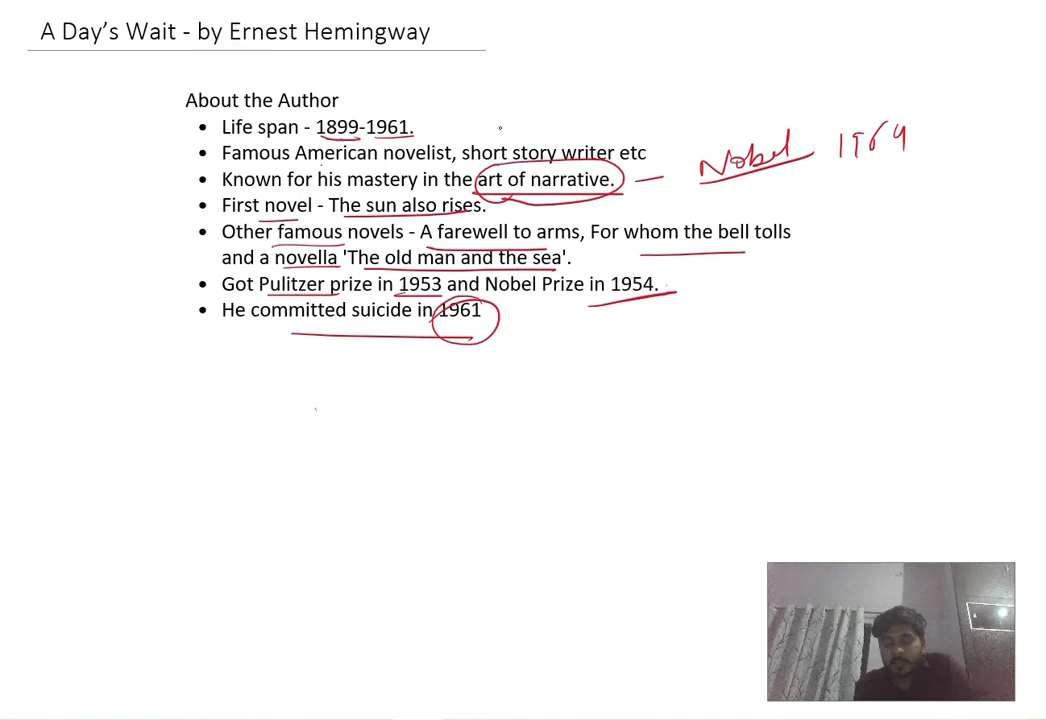 A Day's Wait - by Ernest Hemingway
About the Author
• Life span - 1899-1961.
• Famous American novelist, short story writer etc
• Known for his mastery in the art of narrative. — Nobel 1964
• First novel - The sun also rises.
• Other famous novels - A farewell to arms, For whom the bell tolls
and a novella 'The old man and the sea'.
• Got Pulitzer prize in 1953 and Nobel Prize in 1954.
• He committed suicide in 1961